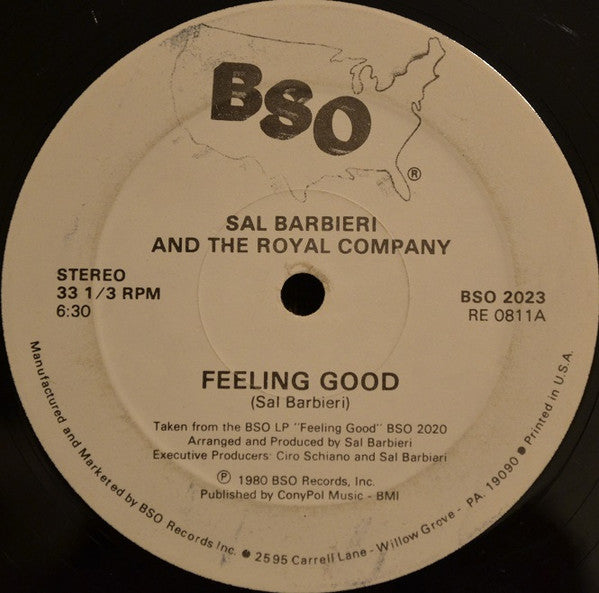 BSO
®
SAL BARBIERI
AND THE ROYAL COMPANY
STEREO
33 1/3 RPM
6:30
BSO 2023
RE 0811A
FEELING GOOD
(Sal Barbieri)
Taken from the BSO LP "Feeling Good" BSO 2020
Arranged and Produced by Sal Barbieri
Executive Producers: Ciro Schiano and Sal Barbieri
℗ 1980 BSO Records, Inc.
Published by ConyPol Music - BMI
Manufactured and Marketed by BSO Records Inc. ● 2595 Carrell Lane - Willow Grove - PA. 19090 ● Printed in U.S.A.